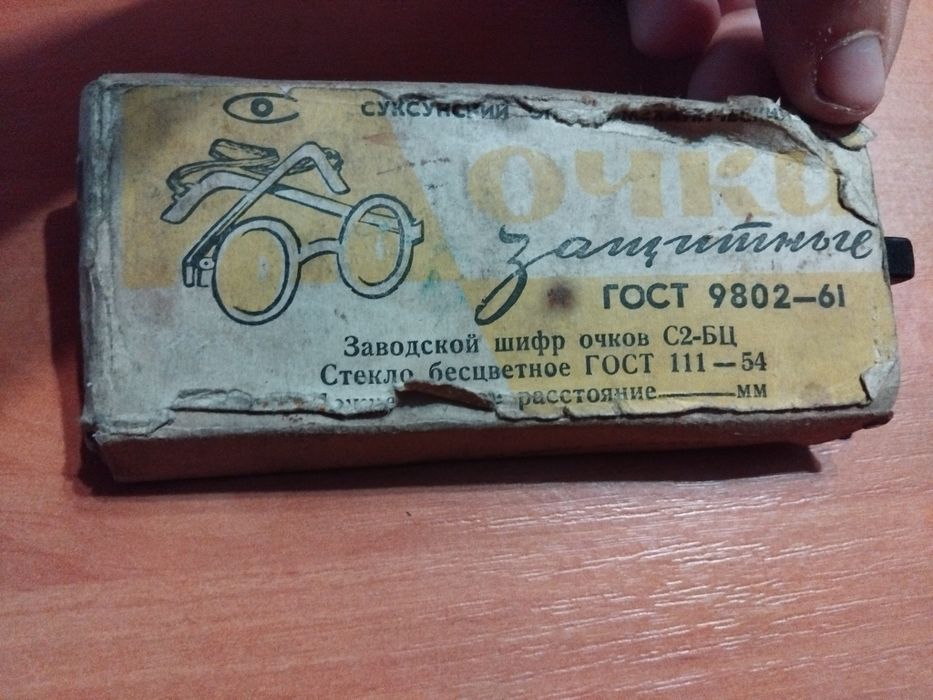 СУКСУНСКИЙ
очки
защитные
ГОСТ 9802—61
Заводской шифр очков С2-БЦ
Стекло бесцветное ГОСТ 111—54
расстояние———мм